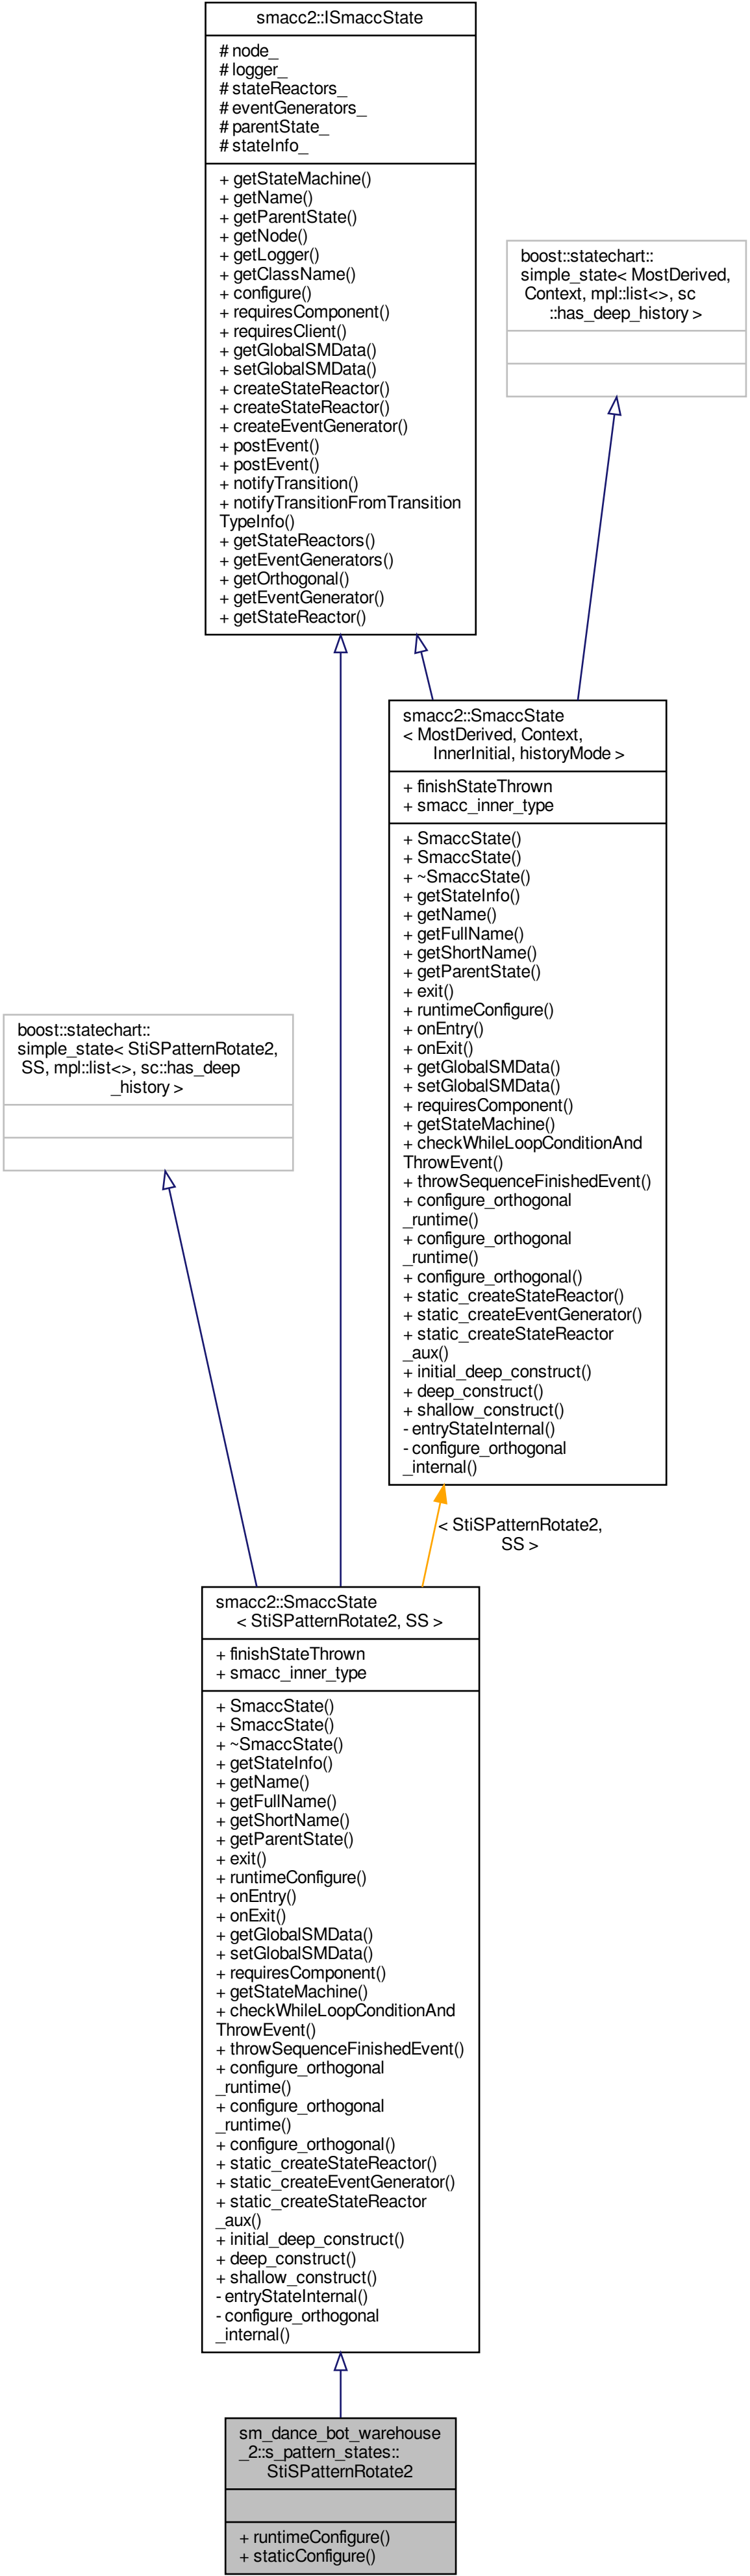 smacc2::ISmaccState
# node_
# logger_
# stateReactors_
# eventGenerators_
# parentState_
# stateInfo_
+ getStateMachine()
+ getName()
+ getParentState()
+ getNode()
+ getLogger()
+ getClassName()
+ configure()
+ requiresComponent()
+ requiresClient()
+ getGlobalSMData()
+ setGlobalSMData()
+ createStateReactor()
+ createStateReactor()
+ createEventGenerator()
+ postEvent()
+ postEvent()
+ notifyTransition()
+ notifyTransitionFromTransition
TypeInfo()
+ getStateReactors()
+ getEventGenerators()
+ getOrthogonal()
+ getEventGenerator()
+ getStateReactor()
boost::statechart::
simple_state< MostDerived,
Context, mpl::list<>, sc
::has_deep_history >
smacc2::SmaccState
< MostDerived, Context,
InnerInitial, historyMode >
+ finishStateThrown
+ smacc_inner_type
+ SmaccState()
+ SmaccState()
+ ~SmaccState()
+ getStateInfo()
+ getName()
+ getFullName()
+ getShortName()
+ getParentState()
+ exit()
+ runtimeConfigure()
+ onEntry()
+ onExit()
+ getGlobalSMData()
+ setGlobalSMData()
+ requiresComponent()
+ getStateMachine()
+ checkWhileLoopConditionAnd
ThrowEvent()
+ throwSequenceFinishedEvent()
+ configure_orthogonal
_runtime()
+ configure_orthogonal
_runtime()
+ configure_orthogonal()
+ static_createStateReactor()
+ static_createEventGenerator()
+ static_createStateReactor
_aux()
+ initial_deep_construct()
+ deep_construct()
+ shallow_construct()
- entryStateInternal()
- configure_orthogonal
_internal()
boost::statechart::
simple_state< StiSPatternRotate2,
SS, mpl::list<>, sc::has_deep
_history >
< StiSPatternRotate2,
SS >
smacc2::SmaccState
< StiSPatternRotate2, SS >
+ finishStateThrown
+ smacc_inner_type
+ SmaccState()
+ SmaccState()
+ ~SmaccState()
+ getStateInfo()
+ getName()
+ getFullName()
+ getShortName()
+ getParentState()
+ exit()
+ runtimeConfigure()
+ onEntry()
+ onExit()
+ getGlobalSMData()
+ setGlobalSMData()
+ requiresComponent()
+ getStateMachine()
+ checkWhileLoopConditionAnd
ThrowEvent()
+ throwSequenceFinishedEvent()
+ configure_orthogonal
_runtime()
+ configure_orthogonal
_runtime()
+ configure_orthogonal()
+ static_createStateReactor()
+ static_createEventGenerator()
+ static_createStateReactor
_aux()
+ initial_deep_construct()
+ deep_construct()
+ shallow_construct()
- entryStateInternal()
- configure_orthogonal
_internal()
sm_dance_bot_warehouse
_2::s_pattern_states::
StiSPatternRotate2
+ runtimeConfigure()
+ staticConfigure()